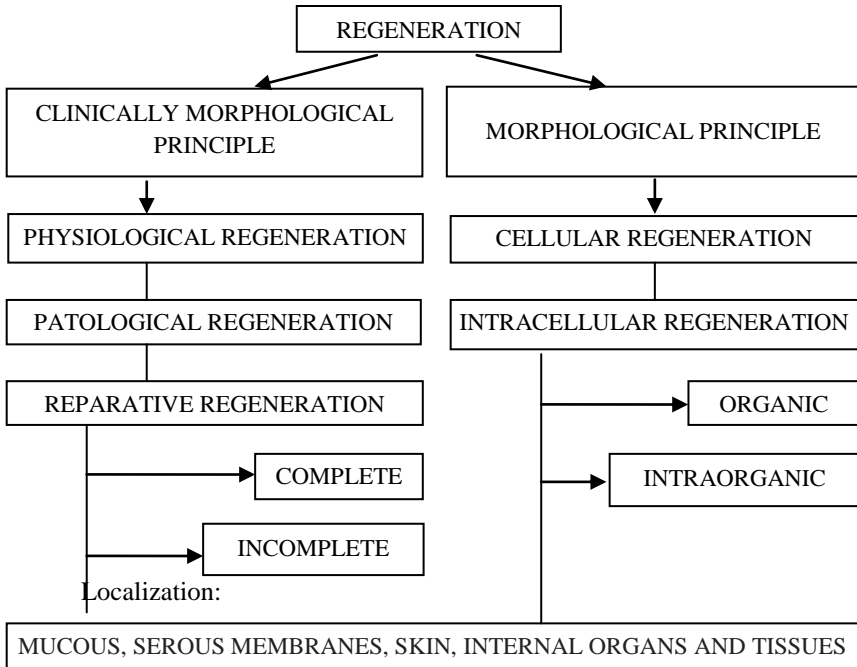 REGENERATION
CLINICALLY MORPHOLOGICAL
PRINCIPLE
MORPHOLOGICAL PRINCIPLE
PHYSIOLOGICAL REGENERATION
CELLULAR REGENERATION
PATOLOGICAL REGENERATION
INTRACELLULAR REGENERATION
REPARATIVE REGENERATION
ORGANIC
COMPLETE
INTRAORGANIC
INCOMPLETE
Localization:
MUCOUS, SEROUS MEMBRANES, SKIN, INTERNAL ORGANS AND TISSUES